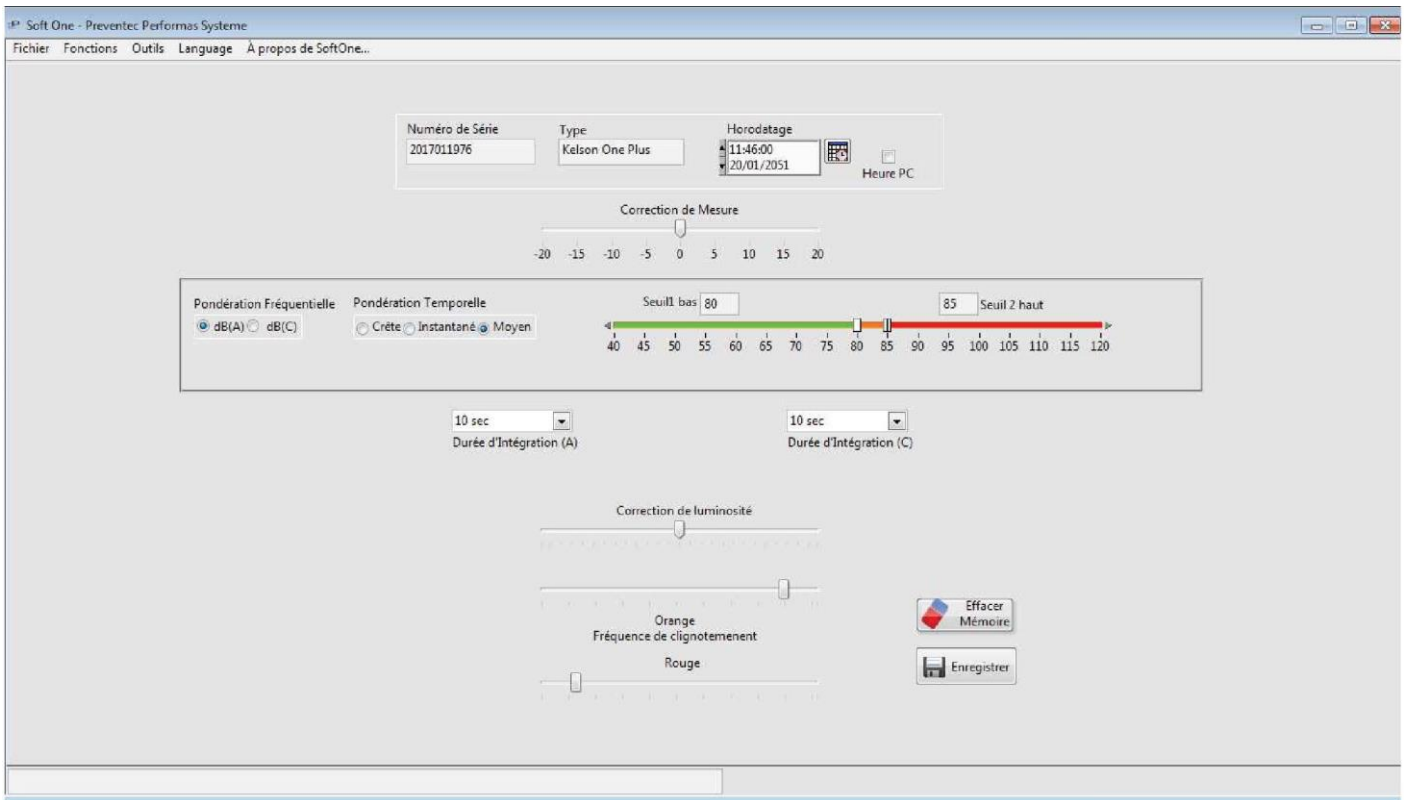 Soft One - Preventec Performas Systeme
Fichier Fonctions Outils Language À propos de SoftOne...
Numéro de Série Type Horodatage
2017011976 Kelson One Plus 11:46:00
20/01/2051
Heure PC
Correction de Mesure
-20 -15 -10 -5 0 5 10 15 20
Pondération Fréquentielle Pondération Temporelle Seuil1 bas 80 85 Seuil 2 haut
dB(A) dB(C) Crête Instantané Moyen
40 45 50 55 60 65 70 75 80 85 90 95 100 105 110 115 120
10 sec 10 sec
Durée d'Intégration (A) Durée d'Intégration (C)
Correction de luminosité
Orange
Fréquence de clignotemenent
Rouge
Effacer
Mémoire
Enregistrer